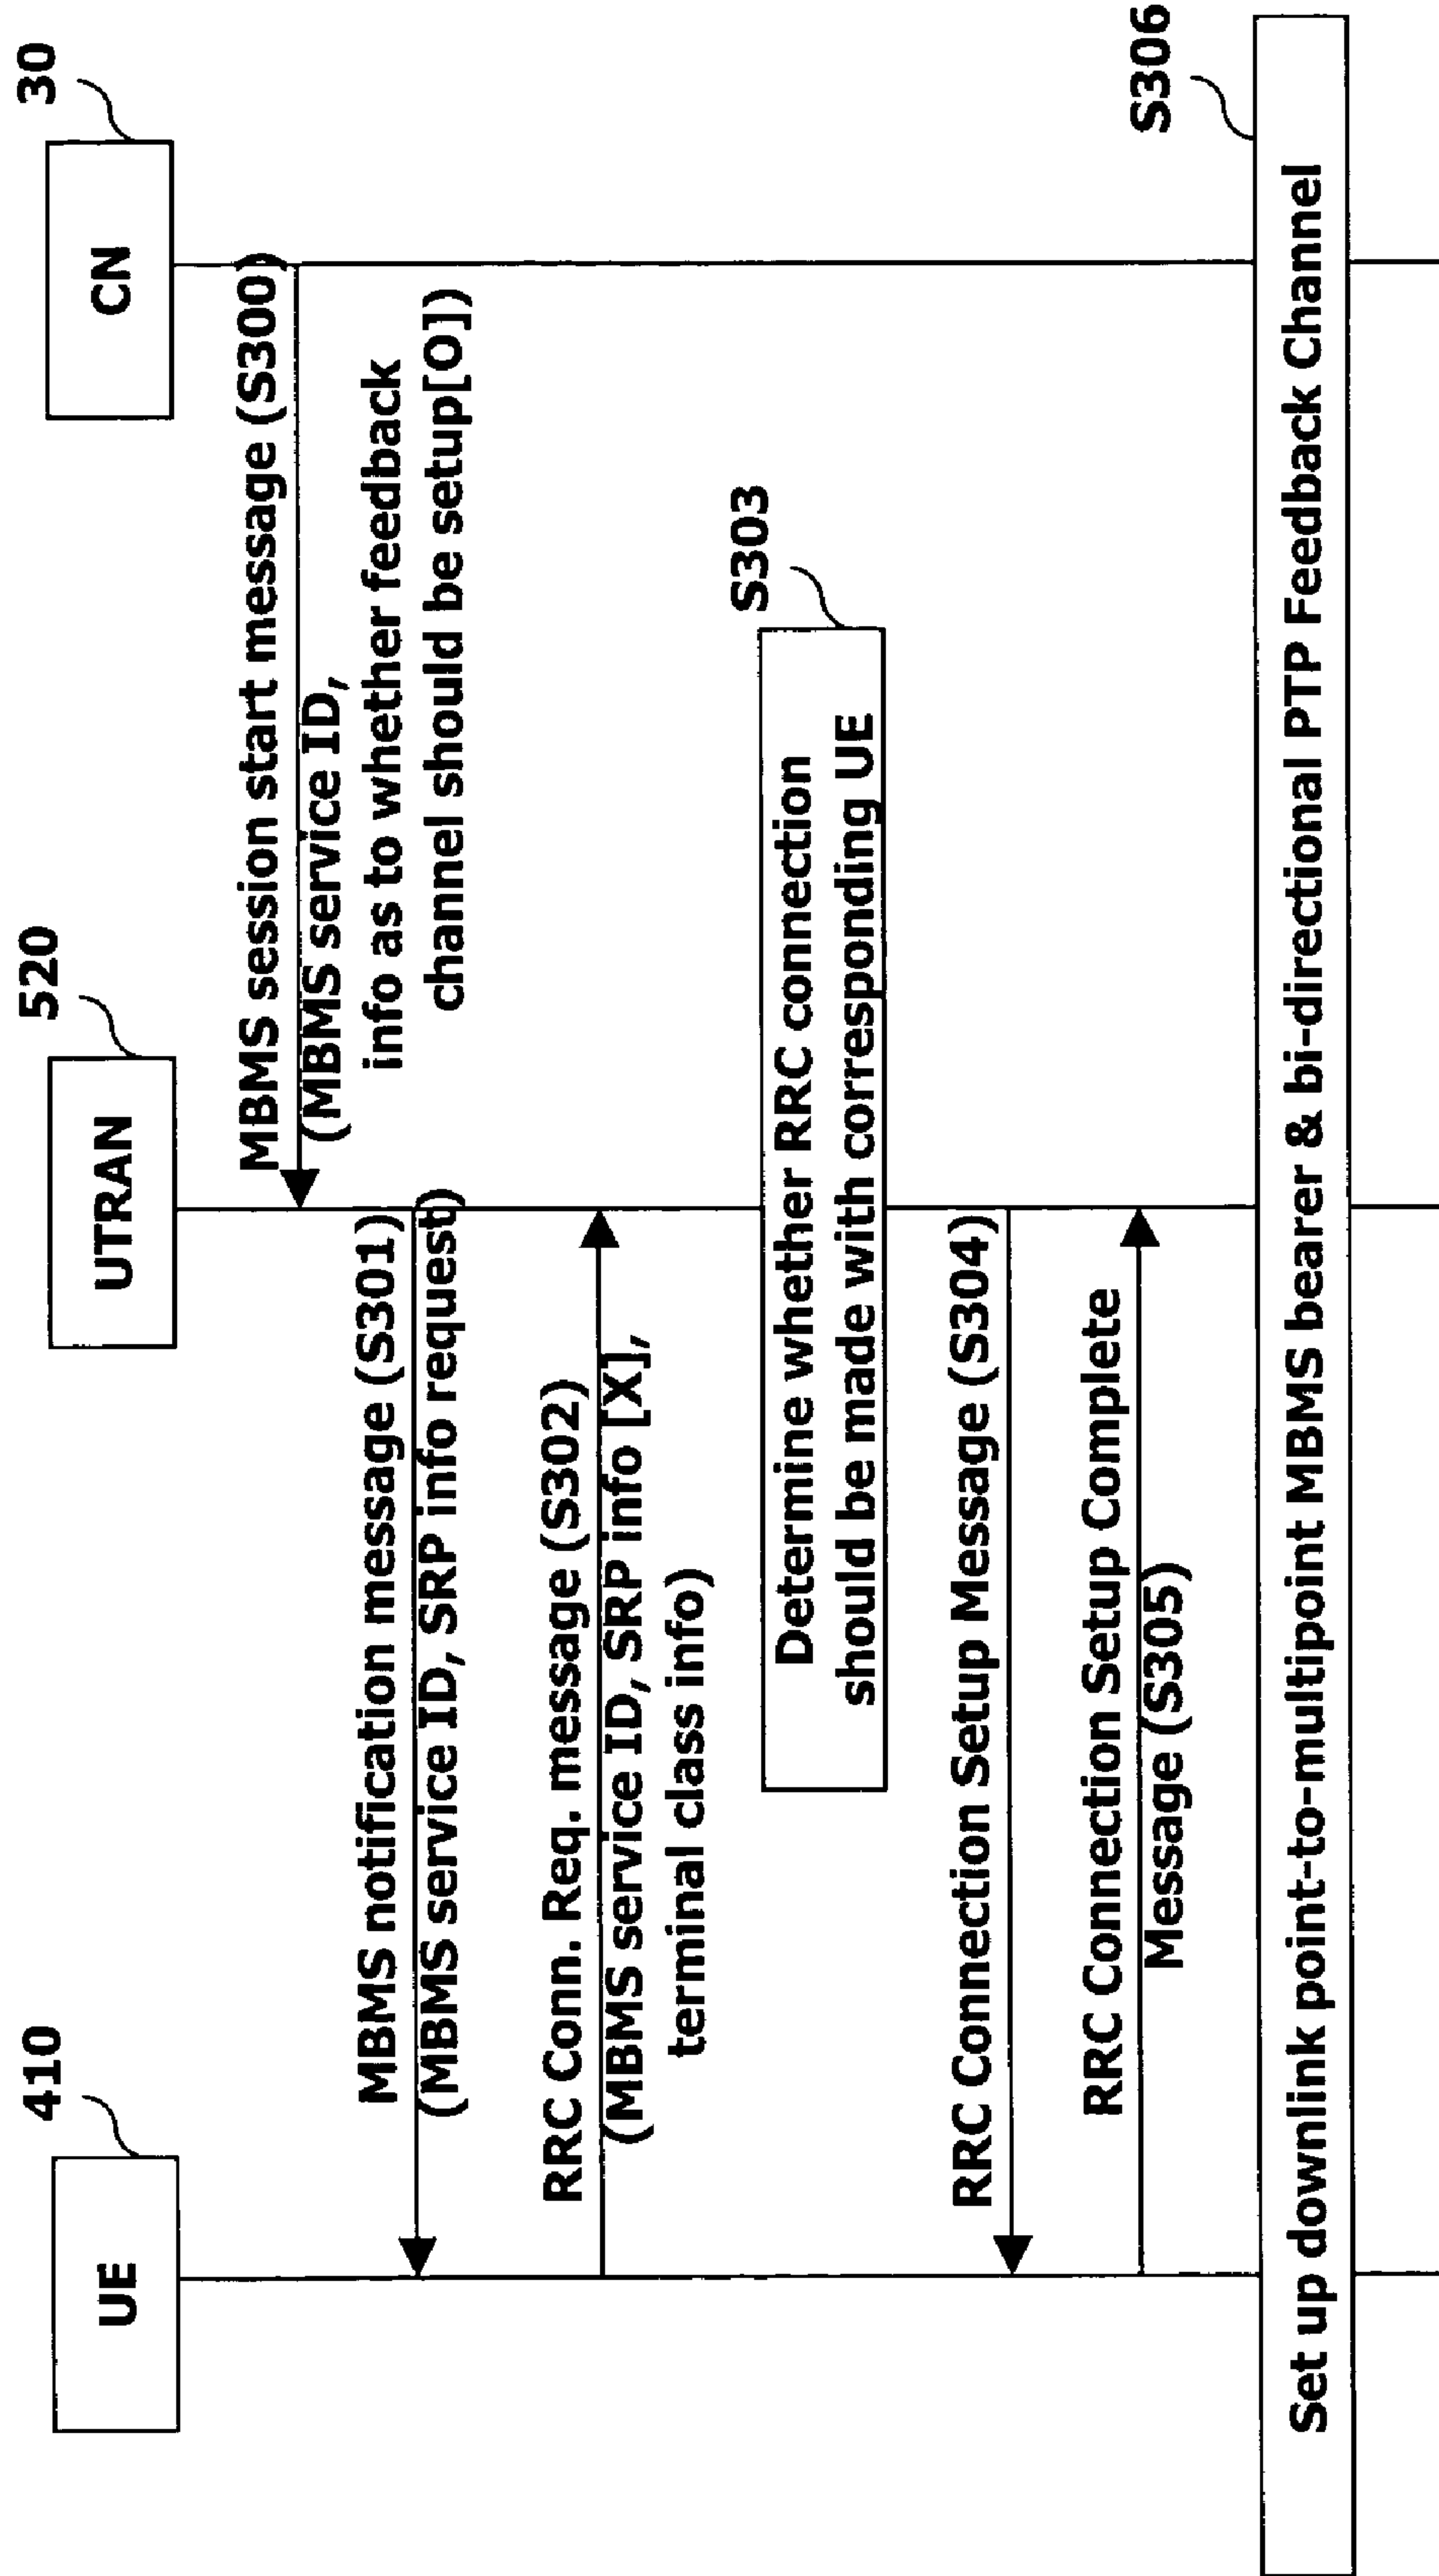 410
520
30
UE
UTRAN
CN
MBMS session start message (S300)
(MBMS service ID,
info as to whether feedback
channel should be setup[O])
MBMS notification message (S301)
(MBMS service ID, SRP info request)
RRC Conn. Req. message (S302)
(MBMS service ID, SRP info [X],
terminal class info)
S303
Determine whether RRC connection
should be made with corresponding UE
RRC Connection Setup Message (S304)
RRC Connection Setup Complete
Message (S305)
S306
Set up downlink point-to-multipoint MBMS bearer & bi-directional PTP Feedback Channel